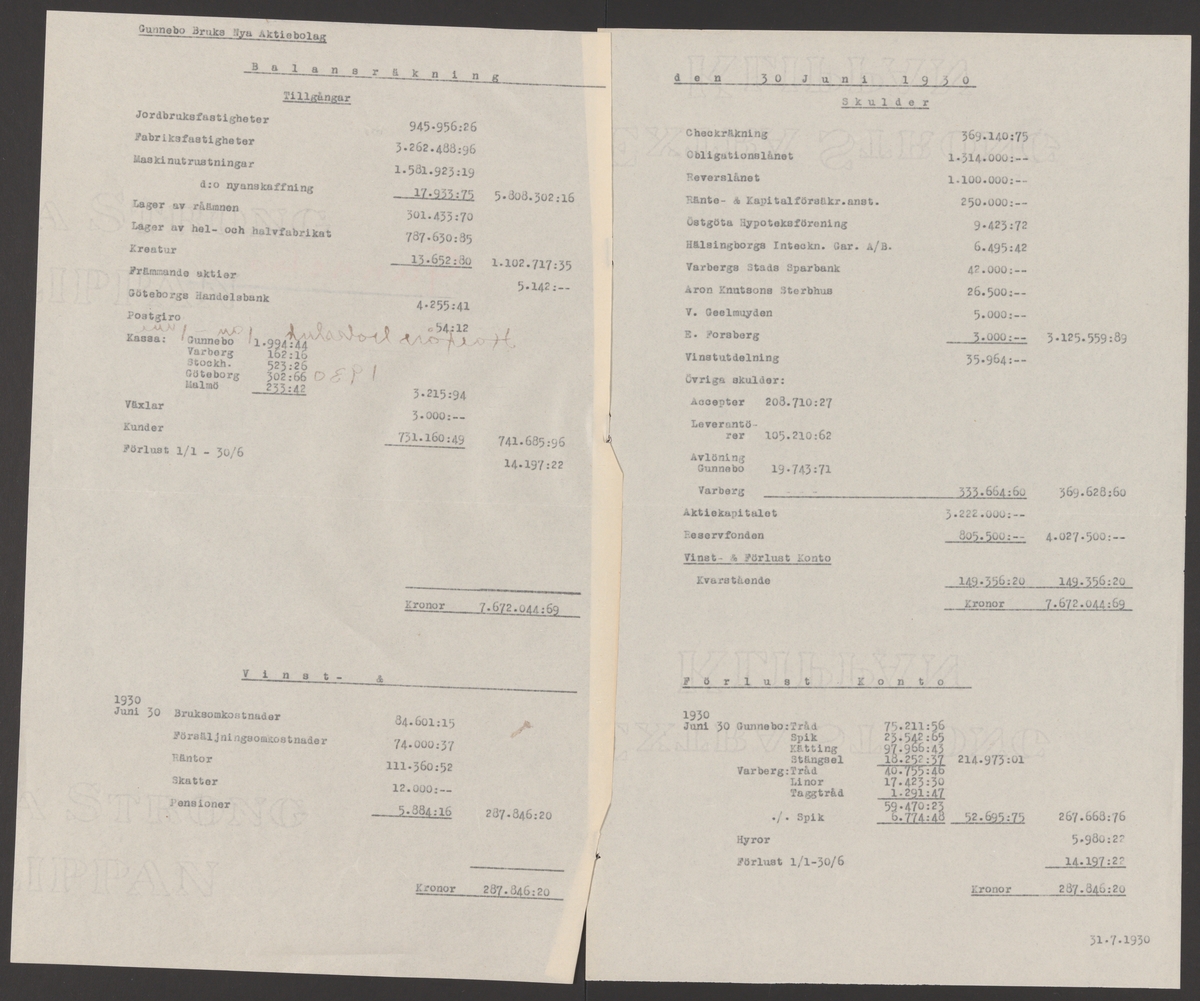 Gunnebo Bruks Nya Aktiebolag
Balansräkning
Tillgångar
Jordbruksfastigheter 945.956:26
Fabriksfastigheter 3.262.488:96
Maskinutrustningar 1.581.923:19
d:o nyanskaffning 17.933:75 5.808.302:16
Lager av råämnen 301.433:70
Lager av hel- och halvfabrikat 787.630:85
Kreatur 13.652:80 1.102.717:35
Främmande aktier 5.142:--
Göteborgs Handelsbank 4.255:41
Postgiro 54:12
Kassa: Gunnebo 1.994:44
Varberg 162:16
Stockh. 523:26
Göteborg 302:66
Malmö 233:42 3.215:94
Växlar 3.000:--
Kunder 731.160:49 741.685:96
Förlust 1/1 - 30/6 14.197:22
Kronor 7.672.044:69
Vinst- &
1930
Juni 30 Bruksomkostnader 84.601:15
Försäljningsomkostnader 74.000:37
Räntor 111.360:52
Skatter 12.000:--
Pensioner 5.884:16 287.846:20
Kronor 287.846:20
den 30 Juni 1930
Skulder
Checkräkning 369.140:75
Obligationslånet 1.314.000:--
Reverslånet 1.100.000:--
Ränte- & Kapitalförsäkr.anst. 250.000:--
Östgöta Hypoteksförening 9.423:72
Hälsingborgs Inteckn. Gar. A/B. 6.495:42
Varbergs Stads Sparbank 42.000:--
Aron Knutsons Sterbhus 26.500:--
V. Geelmuyden 5.000:--
E. Forsberg 3.000:-- 3.125.559:89
Vinstutdelning 35.964:--
Övriga skulder:
Accepter 208.710:27
Leverantö-
rer 105.210:62
Avlöning
Gunnebo 19.743:71
Varberg - - - 333.664:60 369.628:60
Aktiekapitalet 3.222.000:--
Reservfonden 805.500:-- 4.027.500:--
Vinst- & Förlust Konto
Kvarstående 149.356:20 149.356:20
Kronor 7.672.044:69
Förlust Konto
1930
Juni 30 Gunnebo:Tråd 75.211:56
Spik 23.542:65
Kätting 97.966:43
Stängsel 18.252:37 214.973:01
Varberg:Tråd 40.755:46
Linor 17.423:30
Taggtråd 1.291:47
59.470:23
./. Spik 6.774:48 52.695:75 267.668:76
Hyror 5.980:22
Förlust 1/1-30/6 14.197:22
Kronor 287.846:20
31.7.1930